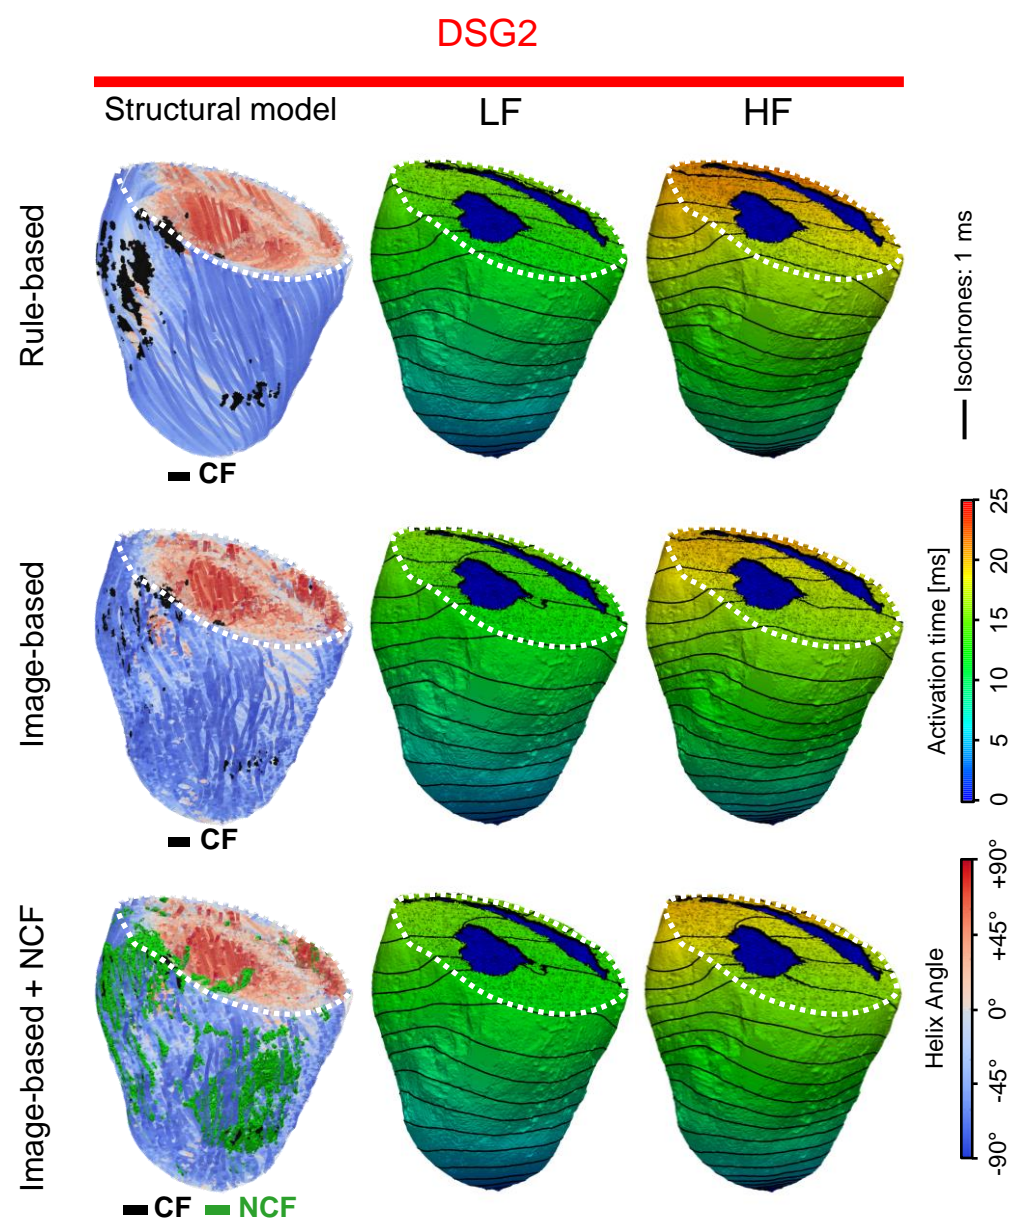 DSG2
Structural model
LF
HF
Rule-based
CF
Isochrones: 1 ms
Image-based
CF
Activation time [ms]
0
5
10
15
20
25
Image-based + NCF
CF
NCF
Helix Angle
-90°
-45°
0°
+45°
+90°